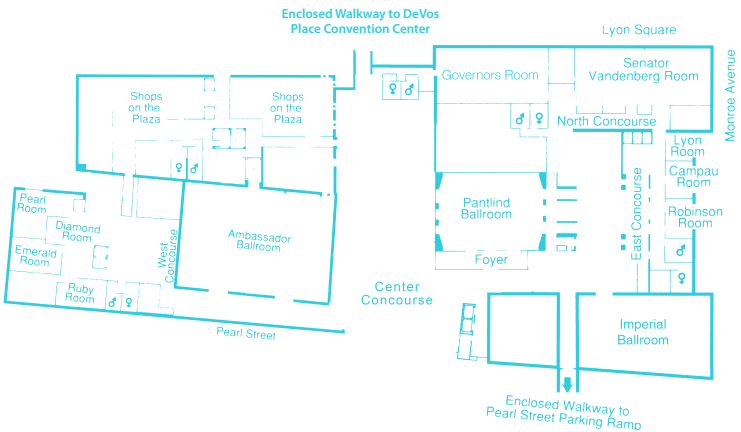 Enclosed Walkway to DeVos
Place Convention Center
Lyon Square
Governors Room
Senator
Vandenberg Room
Monroe Avenue
Shops
on the
Plaza
Shops
on the
Plaza
North Concourse
Lyon
Room
Campau
Room
Robinson
Room
East Concourse
Pantlind
Ballroom
Foyer
Pearl
Room
Diamond
Room
Emerald
Room
Ruby
Room
West
Concourse
Ambassador
Ballroom
Center
Concourse
Pearl Street
Imperial
Ballroom
Enclosed Walkway to
Pearl Street Parking Ramp